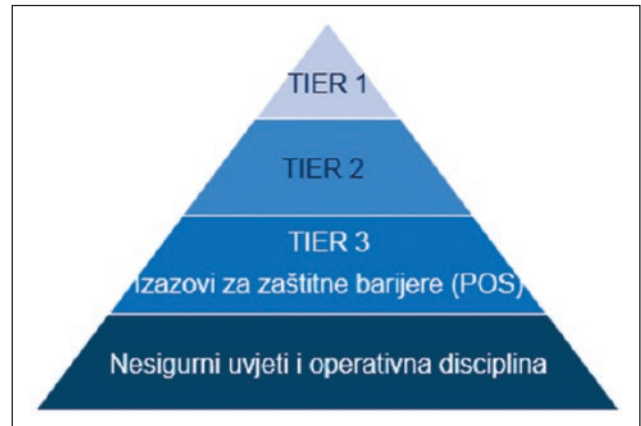 TIER 1
TIER 2
TIER 3
Izazovi za zaštitne barijere (POS)
Nesigurni uvjeti i operativna disciplina